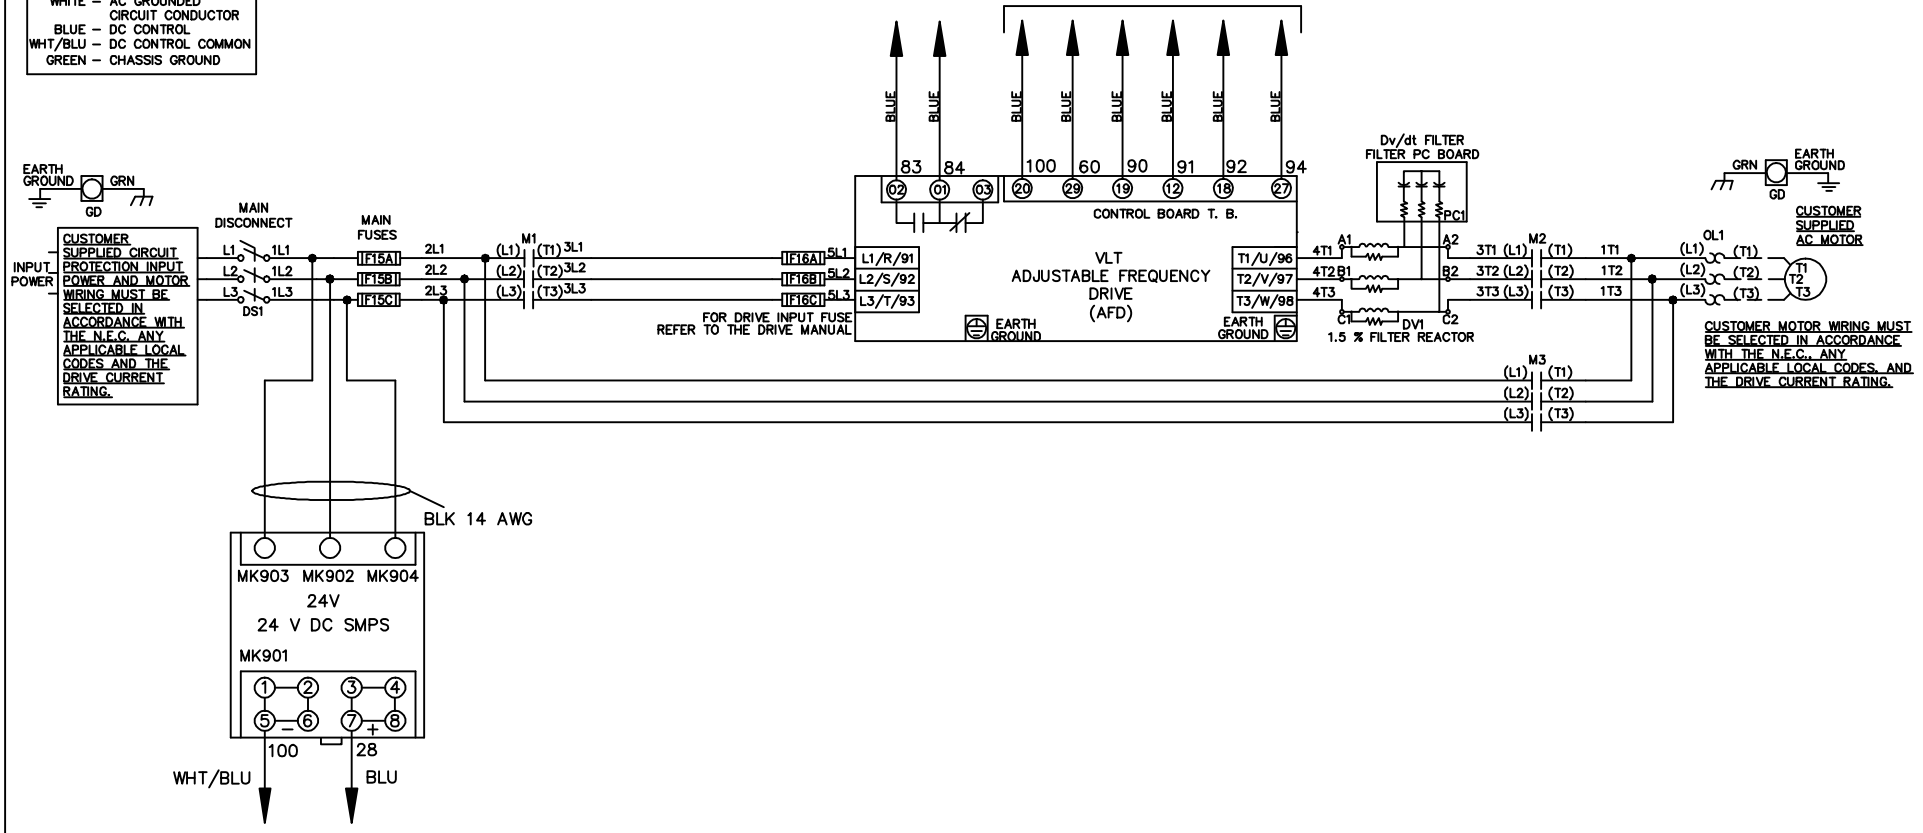 WHITE – AC GROUNDED
CIRCUIT CONDUCTOR
BLUE – DC CONTROL
WHT/BLU – DC CONTROL COMMON
GREEN – CHASSIS GROUND
BLUE
BLUE
BLUE
BLUE
BLUE
BLUE
BLUE
BLUE
83
84
100
60
90
91
92
94
02
01
03
20
29
19
12
18
27
CONTROL BOARD T. B.
EARTH
GROUND
GRN
GD
MAIN
DISCONNECT
MAIN
FUSES
INPUT
POWER
CUSTOMER
SUPPLIED CIRCUIT
PROTECTION INPUT
POWER AND MOTOR
WIRING MUST BE
SELECTED IN
ACCORDANCE WITH
THE N.E.C. ANY
APPLICABLE LOCAL
CODES AND THE
DRIVE CURRENT
RATING.
L1
1L1
L2
1L2
L3
1L3
DS1
F15A
F15B
F15C
2L1
2L2
2L3
M1
(L1)
(T1)
3L1
(L2)
(T2)
3L2
(L3)
(T3)
3L3
F16A
5L1
F16B
5L2
F16C
5L3
FOR DRIVE INPUT FUSE
REFER TO THE DRIVE MANUAL
L1/R/91
L2/S/92
L3/T/93
VLT
ADJUSTABLE FREQUENCY
DRIVE
(AFD)
EARTH
GROUND
EARTH
GROUND
T1/U/96
T2/V/97
T3/W/98
4T1
4T2
4T3
A1
B1
C1
A2
B2
C2
Dv/dt FILTER
FILTER PC BOARD
PC1
DV1
1.5 % FILTER REACTOR
M2
3T1 (L1)
(T1)
1T1
3T2 (L2)
(T2)
1T2
3T3 (L3)
(T3)
1T3
OL1
(L1)
(T1)
(L2)
(T2)
(L3)
(T3)
T1
T2
T3
GRN
EARTH
GROUND
GD
CUSTOMER
SUPPLIED
AC MOTOR
CUSTOMER MOTOR WIRING MUST
BE SELECTED IN ACCORDANCE
WITH THE N.E.C., ANY
APPLICABLE LOCAL CODES, AND
THE DRIVE CURRENT RATING.
M3
(L1)
(T1)
(L2)
(T2)
(L3)
(T3)
BLK 14 AWG
MK903
MK902
MK904
24V
24 V DC SMPS
MK901
1
2
3
4
5
–
6
7
+
8
100
28
WHT/BLU
BLU